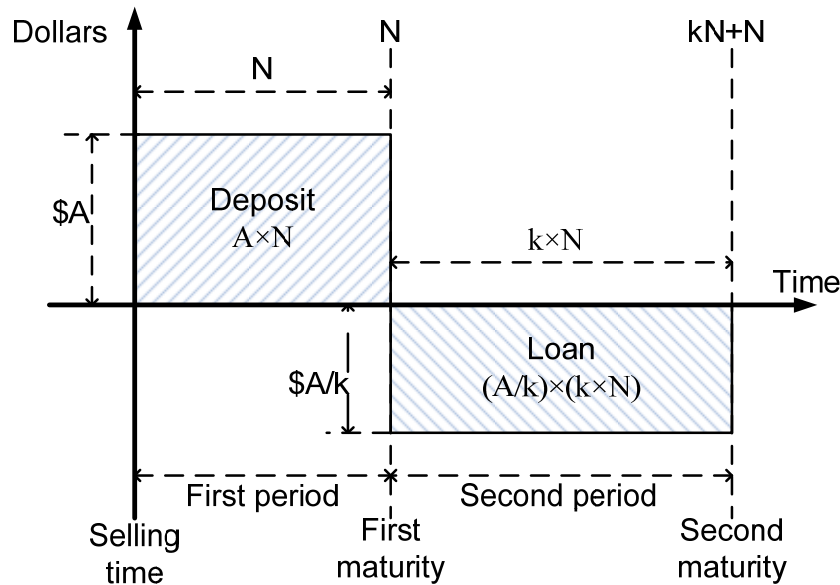 Dollars
N
kN+N
N
Deposit
A×N
$A
k×N
Time
Loan
(A/k)×(k×N)
$A/k
First period
Second period
Selling
time
First
maturity
Second
maturity